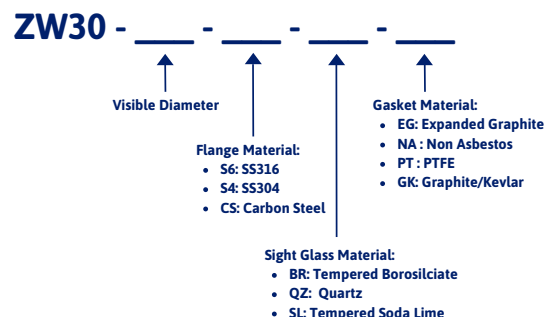 ZW30 - ____ - ____ - ____ - ____
Visible Diameter
Flange Material:
• S6: SS316
• S4: SS304
• CS: Carbon Steel
Sight Glass Material:
• BR: Tempered Borosilciate
• QZ: Quartz
• SL: Tempered Soda Lime
Gasket Material:
• EG: Expanded Graphite
• NA : Non Asbestos
• PT : PTFE
• GK: Graphite/Kevlar